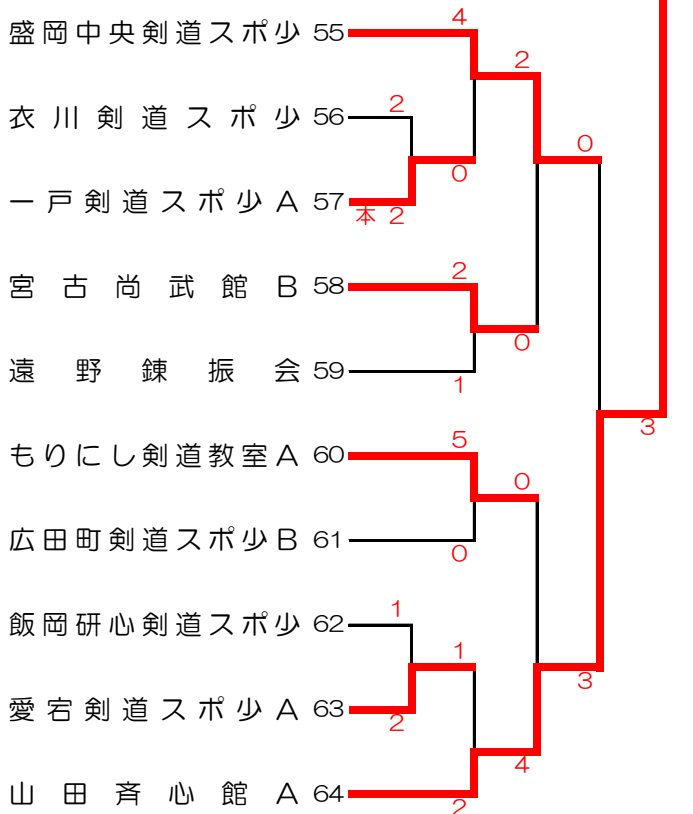 4
盛岡中央剣道スポ少 55
2
衣川剣道スポ少 56 2
0
0
一戸剣道スポ少A 57
本 2
2
宮古尚武館B 58
0
遠野錬振会 59
1
3
5
もりにし剣道教室A 60
0
広田町剣道スポ少B 61
0
1
飯岡研心剣道スポ少 62
1
3
愛宕剣道スポ少A 63
2
4
山田斉心館A 64
2